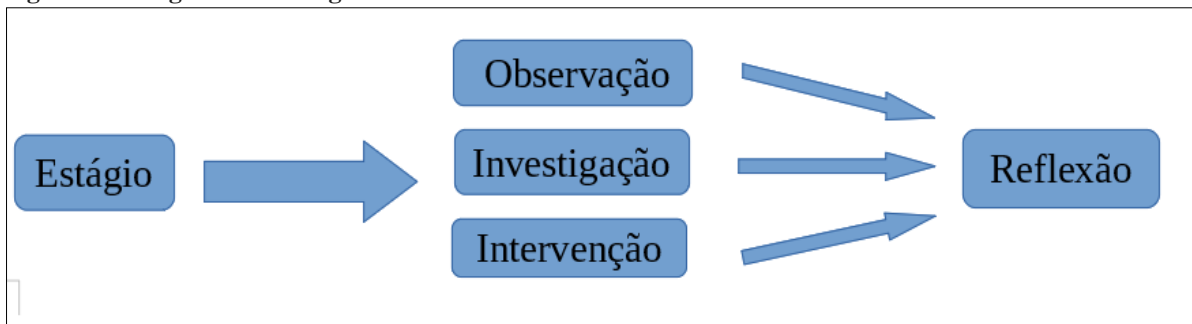 Observação
Estágio
Investigação
Reflexão
Intervenção